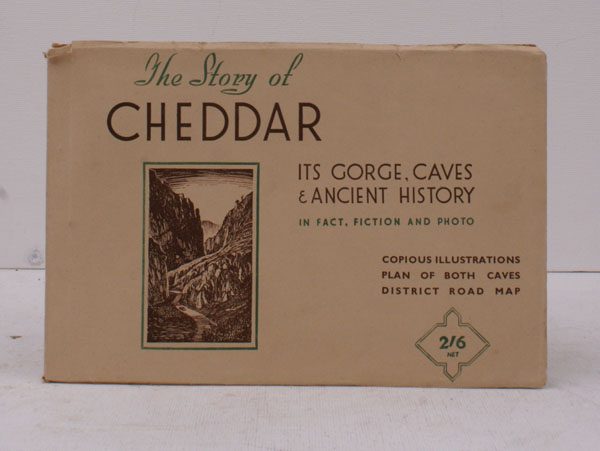 The Story of
CHEDDAR
ITS GORGE, CAVES
& ANCIENT HISTORY
IN FACT, FICTION AND PHOTO
COPIOUS ILLUSTRATIONS
PLAN OF BOTH CAVES
DISTRICT ROAD MAP
2/6
NET